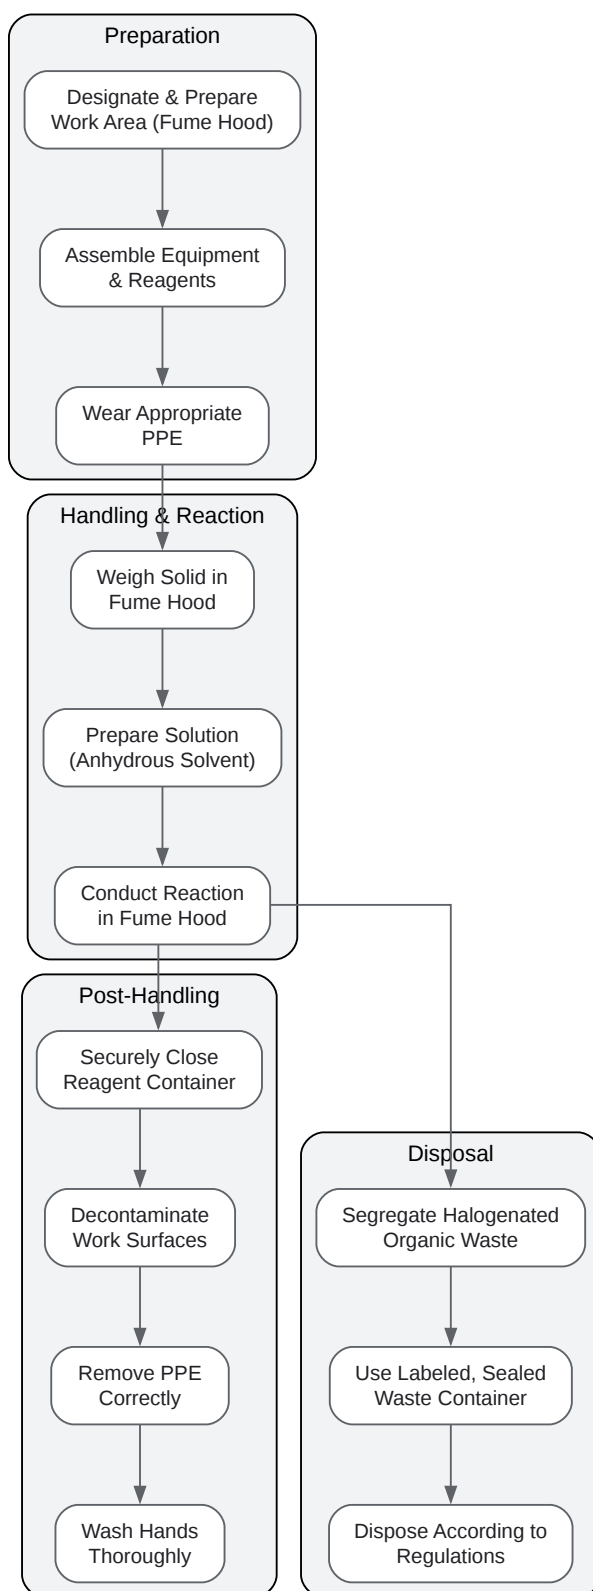 Preparation
Designate & Prepare
Work Area (Fume Hood)
Assemble Equipment
& Reagents
Wear Appropriate
PPE
Handling & Reaction
Weigh Solid in
Fume Hood
Prepare Solution
(Anhydrous Solvent)
Conduct Reaction
in Fume Hood
Post-Handling
Securely Close
Reagent Container
Decontaminate
Work Surfaces
Remove PPE
Correctly
Wash Hands
Thoroughly
Disposal
Segregate Halogenated
Organic Waste
Use Labeled, Sealed
Waste Container
Dispose According to
Regulations